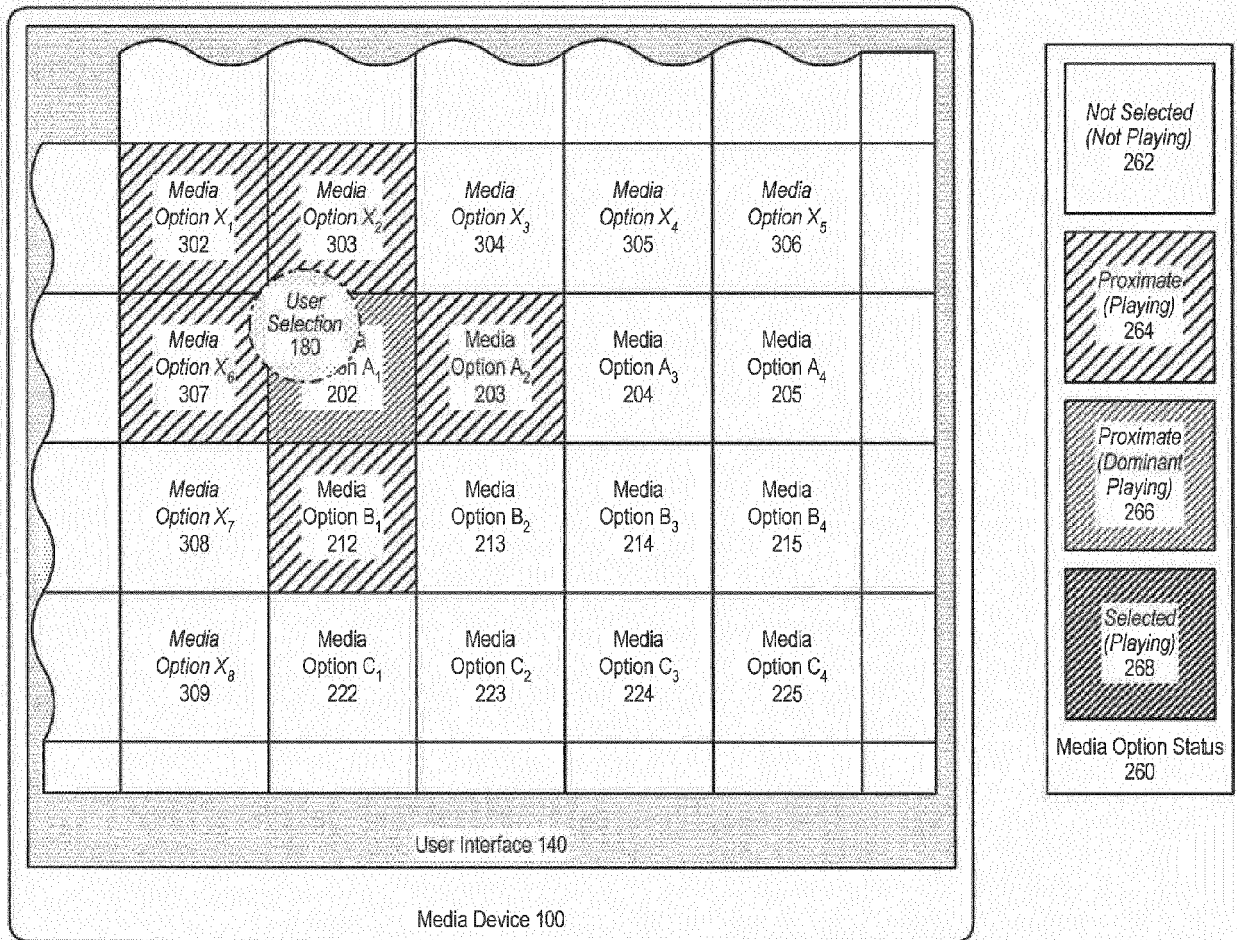 Media Option X₁ 302
Media Option X₂ 303
Media Option X₃ 304
Media Option X₄ 305
Media Option X₅ 306
User Selection 180
Media Option X₆ 307
ia on A₁ 202
Media Option A₂ 203
Media Option A₃ 204
Media Option A₄ 205
Media Option X₇ 308
Media Option B₁ 212
Media Option B₂ 213
Media Option B₃ 214
Media Option B₄ 215
Media Option X₈ 309
Media Option C₁ 222
Media Option C₂ 223
Media Option C₃ 224
Media Option C₄ 225
User Interface 140
Media Device 100
Not Selected
(Not Playing)
262
Proximate
(Playing)
264
Proximate
(Dominant
Playing)
266
Selected
(Playing)
268
Media Option Status
260